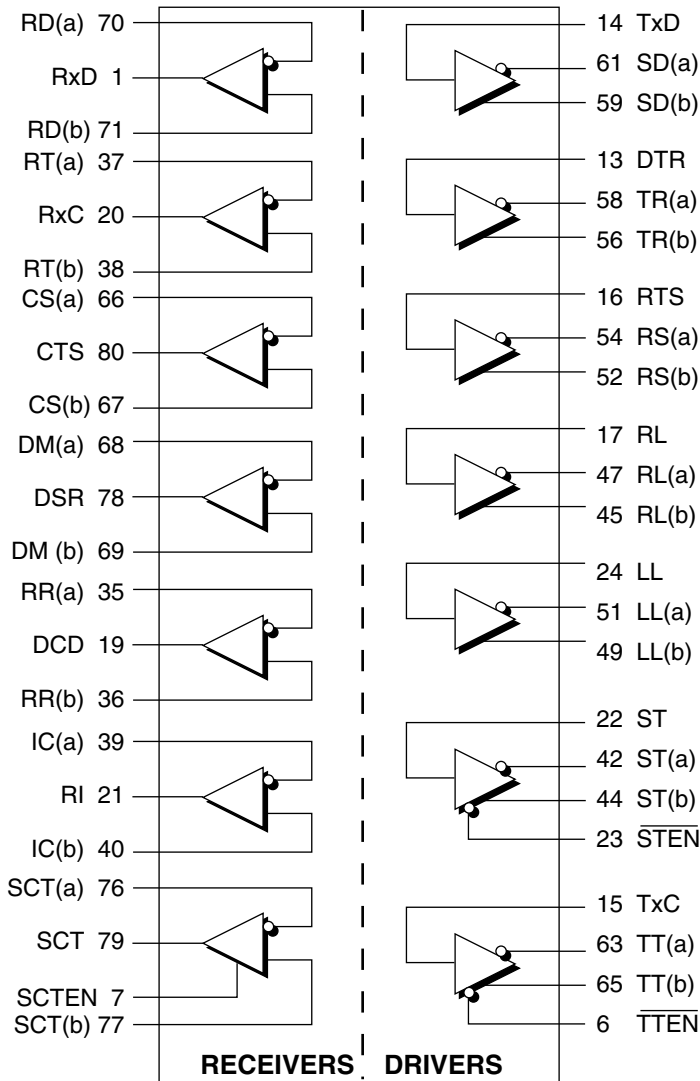 RD(a) 70
RxD 1
RD(b) 71
RT(a) 37
RxC 20
RT(b) 38
CS(a) 66
CTS 80
CS(b) 67
DM(a) 68
DSR 78
DM (b) 69
RR(a) 35
DCD 19
RR(b) 36
IC(a) 39
RI 21
IC(b) 40
SCT(a) 76
SCT 79
SCTEN 7
SCT(b) 77
RECEIVERS
14 TxD
61 SD(a)
59 SD(b)
13 DTR
58 TR(a)
56 TR(b)
16 RTS
54 RS(a)
52 RS(b)
17 RL
47 RL(a)
45 RL(b)
24 LL
51 LL(a)
49 LL(b)
22 ST
42 ST(a)
44 ST(b)
23 S̅T̅E̅N̅
15 TxC
63 TT(a)
65 TT(b)
6 T̅T̅E̅N̅
DRIVERS